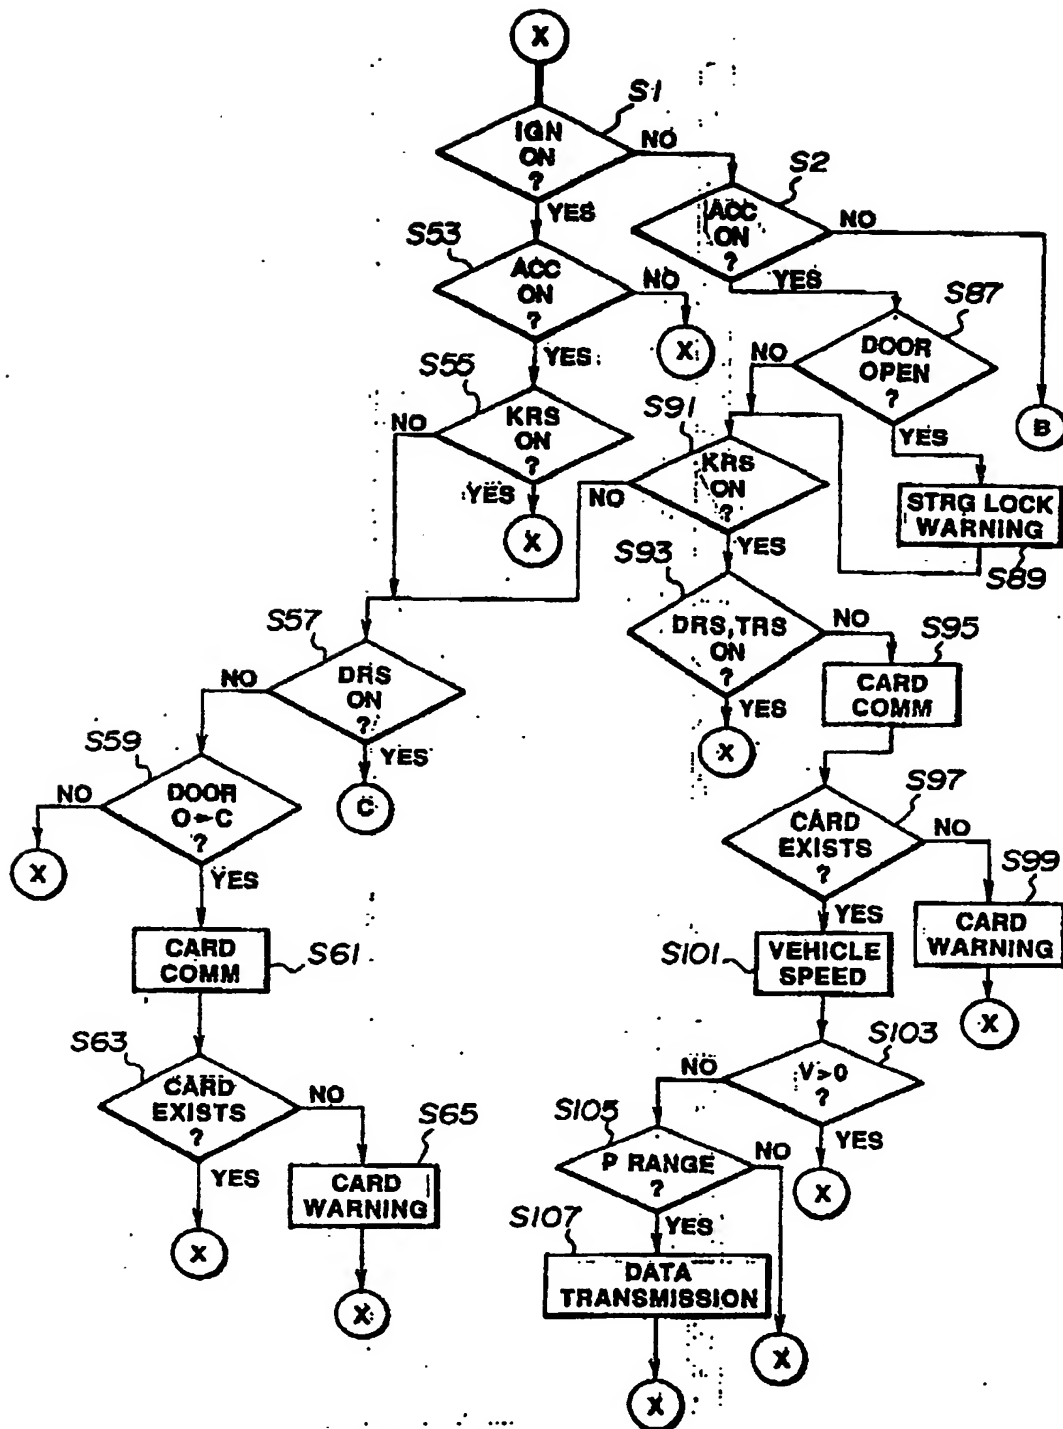 X
S1
IGN
ON
?
NO
YES
S2
ACC
ON
?
NO
YES
S53
ACC
ON
?
NO
YES
X
S87
DOOR
OPEN
?
NO
YES
B
S55
KRS
ON
?
NO
YES
X
S91
KRS
ON
?
NO
YES
STRG LOCK
WARNING
S89
S93
DRS, TRS
ON
?
NO
YES
X
S95
CARD
COMM
S57
DRS
ON
?
NO
YES
C
S59
DOOR
O→C
?
NO
YES
X
S97
CARD
EXISTS
?
NO
YES
S99
CARD
WARNING
X
CARD
COMM
S61
S101
VEHICLE
SPEED
S63
CARD
EXISTS
?
NO
YES
X
S65
CARD
WARNING
X
S103
V>0
?
NO
YES
X
S105
P RANGE
?
NO
YES
X
S107
DATA
TRANSMISSION
X